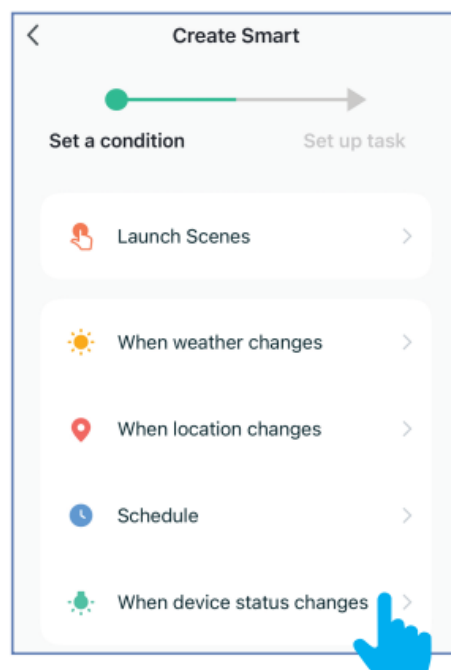 Create Smart
Set a condition
Set up task
Launch Scenes
When weather changes
When location changes
Schedule
When device status changes